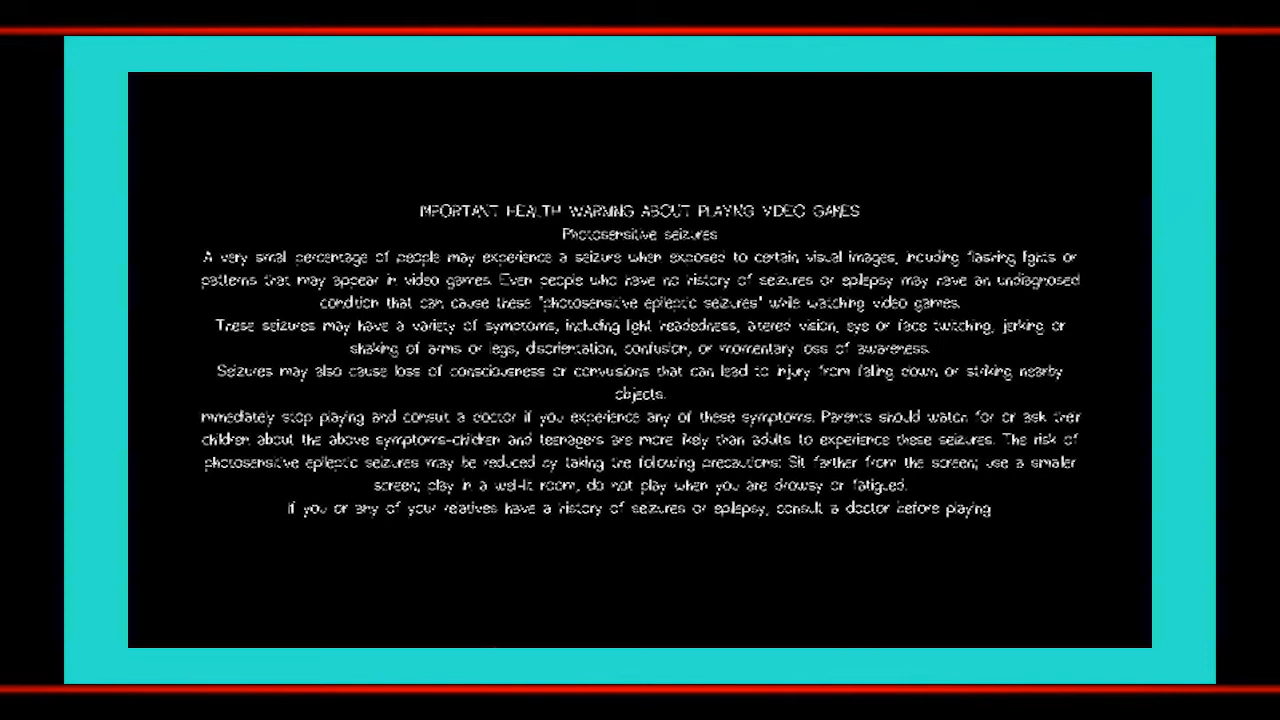 IMPORTANT HEALTH WARNING ABOUT PLAYING VIDEO GAMES
Photosensitive seizures
A very small percentage of people may experience a seizure when exposed to certain visual images, including flashing lights or
patterns that may appear in video games. Even people who have no history of seizures or epilepsy may have an undiagnosed
condition that can cause these "photosensitive epileptic seizures" while watching video games.
These seizures may have a variety of symptoms, including light headedness, altered vision, eye or face twitching, jerking or
shaking of arms or legs, disorientation, confusion, or momentary loss of awareness.
Seizures may also cause loss of consciousness or convulsions that can lead to injury from falling down or striking nearby
objects.
Immediately stop playing and consult a doctor if you experience any of these symptoms. Parents should watch for or ask their
children about the above symptoms-children and teenagers are more likely than adults to experience these seizures. The risk of
photosensitive epileptic seizures may be reduced by taking the following precautions: Sit farther from the screen; use a smaller
screen; play in a well-lit room, do not play when you are drowsy or fatigued.
If you or any of your relatives have a history of seizures or epilepsy, consult a doctor before playing